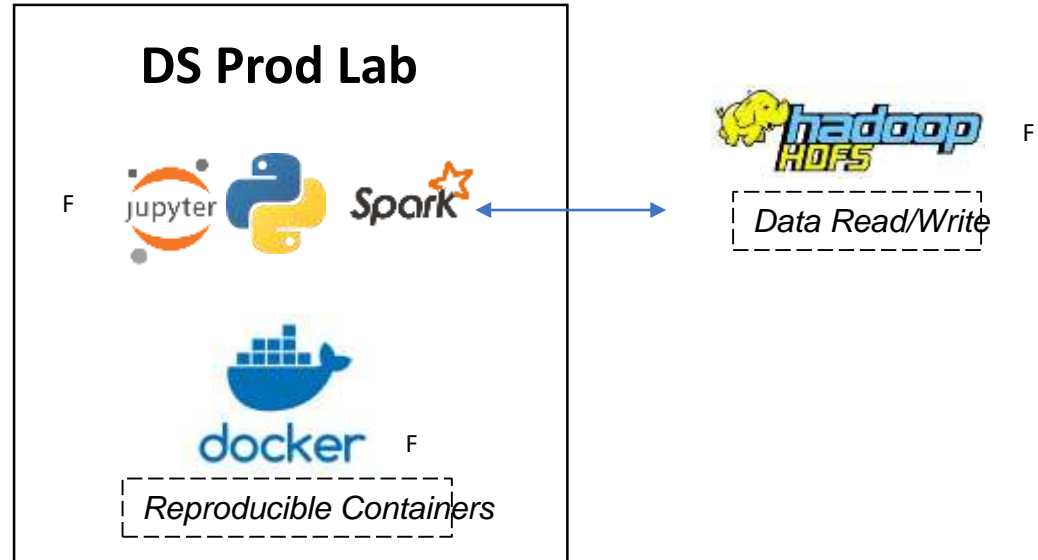 DS Prod Lab
hadoop
HDFS
F
F
jupyter
Spark
Data Read/Write
docker
F
Reproducible Containers